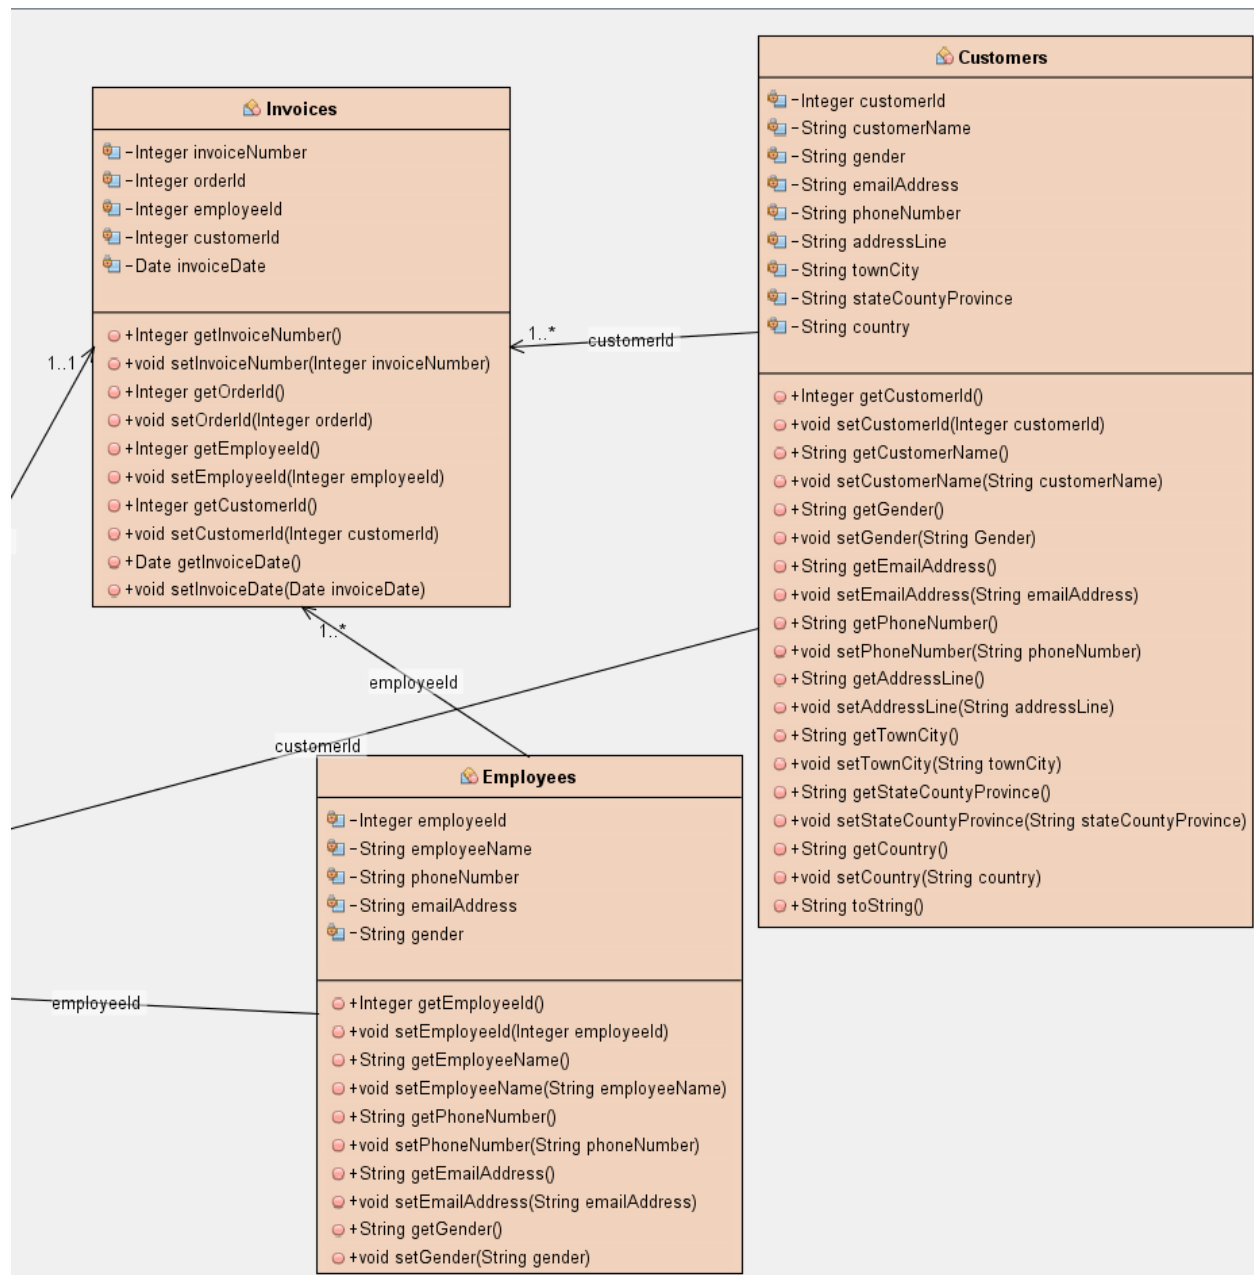 Invoices
-Integer invoiceNumber
-Integer orderId
-Integer employeeId
-Integer customerId
-Date invoiceDate
+Integer getInvoiceNumber()
+void setInvoiceNumber(Integer invoiceNumber)
+Integer getOrderId()
+void setOrderId(Integer orderId)
+Integer getEmployeeId()
+void setEmployeeId(Integer employeeId)
+Integer getCustomerId()
+void setCustomerId(Integer customerId)
+Date getInvoiceDate()
+void setInvoiceDate(Date invoiceDate)
1..1
1..*
customerId
Customers
-Integer customerId
-String customerName
-String gender
-String emailAddress
-String phoneNumber
-String addressLine
-String townCity
-String stateCountyProvince
-String country
+Integer getCustomerId()
+void setCustomerId(Integer customerId)
+String getCustomerName()
+void setCustomerName(String customerName)
+String getGender()
+void setGender(String Gender)
+String getEmailAddress()
+void setEmailAddress(String emailAddress)
+String getPhoneNumber()
+void setPhoneNumber(String phoneNumber)
+String getAddressLine()
+void setAddressLine(String addressLine)
+String getTownCity()
+void setTownCity(String townCity)
+String getStateCountyProvince()
+void setStateCountyProvince(String stateCountyProvince)
+String getCountry()
+void setCountry(String country)
+String toString()
1..*
employeeId
customerId
Employees
-Integer employeeId
-String employeeName
-String phoneNumber
-String emailAddress
-String gender
+Integer getEmployeeId()
+void setEmployeeId(Integer employeeId)
+String getEmployeeName()
+void setEmployeeName(String employeeName)
+String getPhoneNumber()
+void setPhoneNumber(String phoneNumber)
+String getEmailAddress()
+void setEmailAddress(String emailAddress)
+String getGender()
+void setGender(String gender)
employeeId